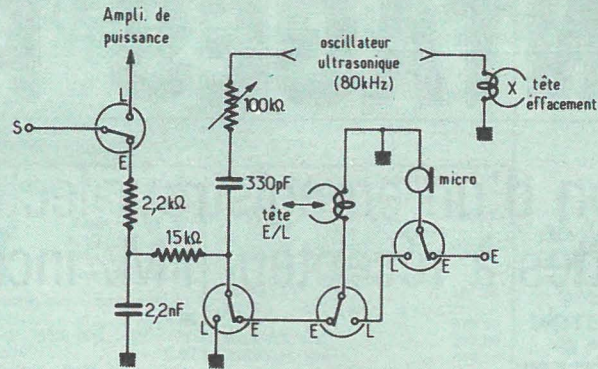 Ampli. de
puissance
oscillateur
ultrasonique
(80kHz)
X
tête
effacement
L
S
E
100kΩ
330pF
micro
2,2kΩ
tête
E/L
15kΩ
L
E
E
2,2nF
L
E
E
L